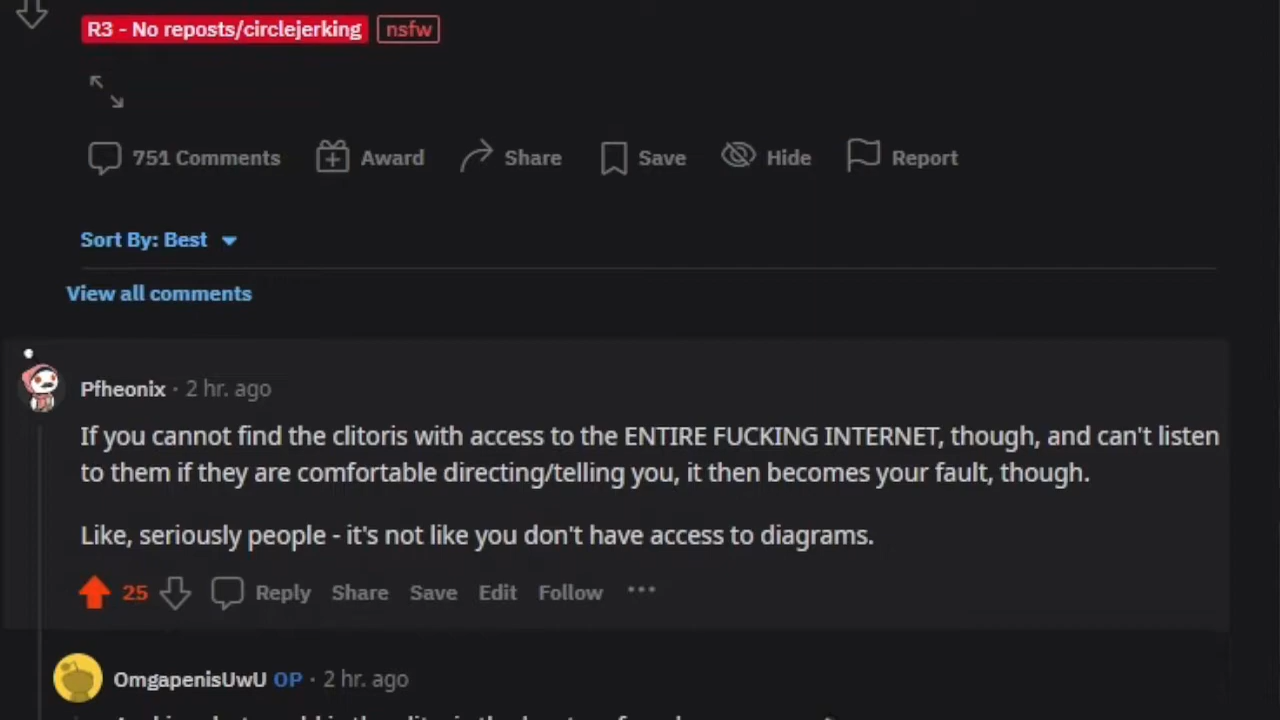 R3 - No reposts/circlejerking nsfw
751 Comments Award Share Save Hide Report
Sort By: Best
View all comments
Pfheonix · 2 hr. ago
If you cannot find the clitoris with access to the ENTIRE FUCKING INTERNET, though, and can't listen
to them if they are comfortable directing/telling you, it then becomes your fault, though.
Like, seriously people - it's not like you don't have access to diagrams.
25 Reply Share Save Edit Follow ···
OmgapenisUwU OP · 2 hr. ago